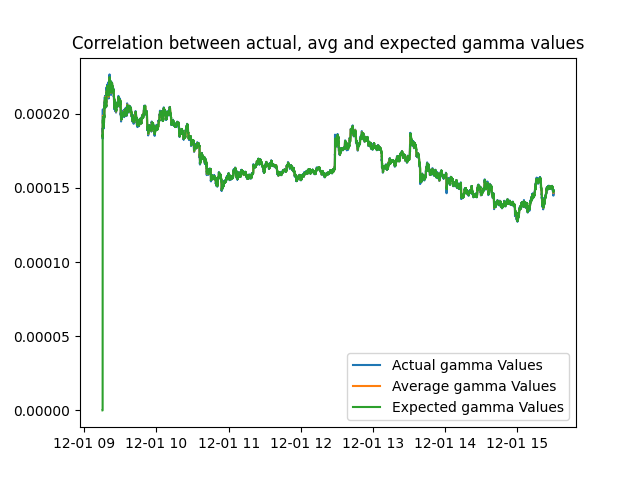 Correlation between actual, avg and expected gamma values
0.00020
0.00015
0.00010
0.00005
0.00000
Actual gamma Values
Average gamma Values
Expected gamma Values
12-01 09 12-01 10 12-01 11 12-01 12 12-01 13 12-01 14 12-01 15